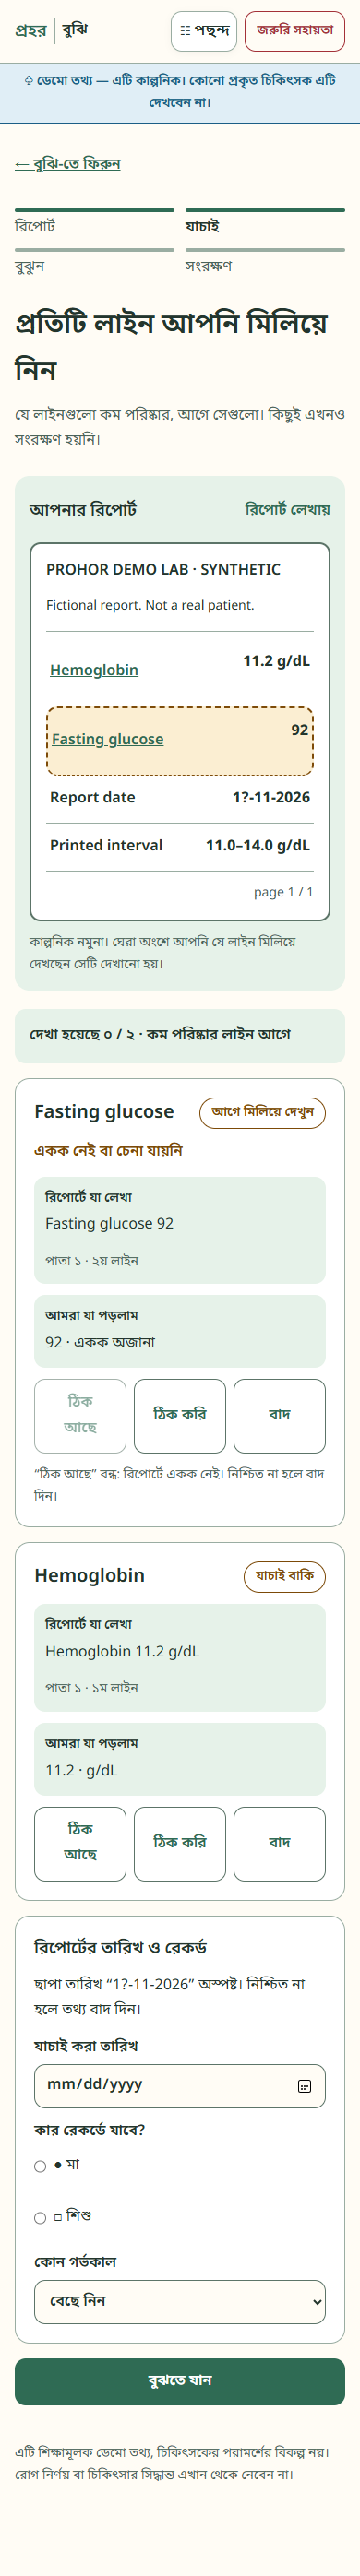 প্রহর | বুঝি
☷ পছন্দ
জরুরি সহায়তা
♤ ডেমো তথ্য — এটি কাল্পনিক। কোনো প্রকৃত চিকিৎসক এটি
দেখবেন না।
← বুঝি-তে ফিরুন
রিপোর্ট
যাচাই
বুঝুন
সংরক্ষণ
প্রতিটি লাইন আপনি মিলিয়ে
নিন
যে লাইনগুলো কম পরিষ্কার, আগে সেগুলো। কিছুই এখনও
সংরক্ষণ হয়নি।
আপনার রিপোর্ট
রিপোর্ট লেখায়
PROHOR DEMO LAB · SYNTHETIC
Fictional report. Not a real patient.
Hemoglobin 11.2 g/dL
Fasting glucose 92
Report date 1?-11-2026
Printed interval 11.0–14.0 g/dL
page 1 / 1
কাল্পনিক নমুনা। ঘেরা অংশে আপনি যে লাইন মিলিয়ে
দেখছেন সেটি দেখানো হয়।
দেখা হয়েছে ০ / ২ · কম পরিষ্কার লাইন আগে
Fasting glucose
আগে মিলিয়ে দেখুন
একক নেই বা চেনা যায়নি
রিপোর্টে যা লেখা
Fasting glucose 92
পাতা ১ · ২য় লাইন
আমরা যা পড়লাম
92 · একক অজানা
ঠিক
আছে
ঠিক করি
বাদ
“ঠিক আছে” বন্ধ: রিপোর্টে একক নেই। নিশ্চিত না হলে বাদ
দিন।
Hemoglobin
যাচাই বাকি
রিপোর্টে যা লেখা
Hemoglobin 11.2 g/dL
পাতা ১ · ১ম লাইন
আমরা যা পড়লাম
11.2 · g/dL
ঠিক
আছে
ঠিক করি
বাদ
রিপোর্টের তারিখ ও রেকর্ড
ছাপা তারিখ “1?-11-2026” অস্পষ্ট। নিশ্চিত না
হলে তথ্য বাদ দিন।
যাচাই করা তারিখ
mm/dd/yyyy
কার রেকর্ডে যাবে?
● মা
□ শিশু
কোন গর্ভকাল
বেছে নিন
বুঝতে যান
এটি শিক্ষামূলক ডেমো তথ্য, চিকিৎসকের পরামর্শের বিকল্প নয়।
রোগ নির্ণয় বা চিকিৎসার সিদ্ধান্ত এখান থেকে নেবেন না।